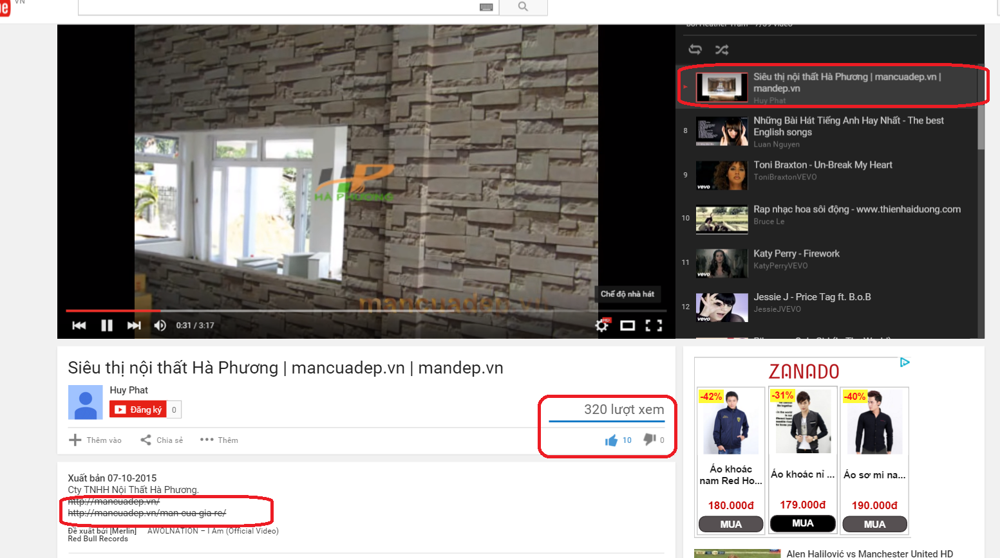 VN
Bởi Heather Tram - 7/39 video
Siêu thị nội thất Hà Phương | mancuadep.vn |
mandep.vn
Huy Phat
8
Những Bài Hát Tiếng Anh Hay Nhất - The best
English songs
Luan Nguyen
9
Toni Braxton - Un-Break My Heart
ToniBraxtonVEVO
10
Rap nhạc hoa sôi động - www.thienhaiduong.com
Bruce Le
11
Katy Perry - Firework
KatyPerryVEVO
12
Jessie J - Price Tag ft. B.o.B
JessieJVEVO
vevo
vevo
vevo
HP
HA PHUONG
mancuadep.vn
Chế độ nhà hát
0:31 / 3:17
HD
Siêu thị nội thất Hà Phương | mancuadep.vn | mandep.vn
Huy Phat
Đăng ký 0
320 lượt xem
Thêm vào Chia sẻ Thêm
10 0
Xuất bản 07-10-2015
Cty TNHH Nội Thất Hà Phương.
http://mancuadep.vn/
http://mancuadep.vn/man-cua-gia-re/
Đề xuất bởi [Merlin] AWOLNATION – I Am (Official Video)
Red Bull Records
ZANADO
-42% -31% -40%
Áo khoác
nam Red Ho...
Áo khoác nỉ ...
Áo sơ mi na...
180.000đ 179.000đ 190.000đ
MUA MUA MUA
Alen Halilović vs Manchester United HD